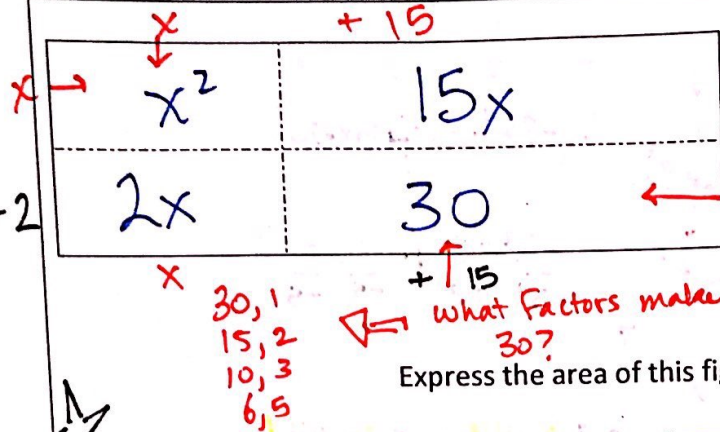 x + 15
x → x² 15x
-2 2x 30 ←
x + 15
30, 1 what Factors make
15, 2 30?
10, 3 Express the area of this fi
6, 5